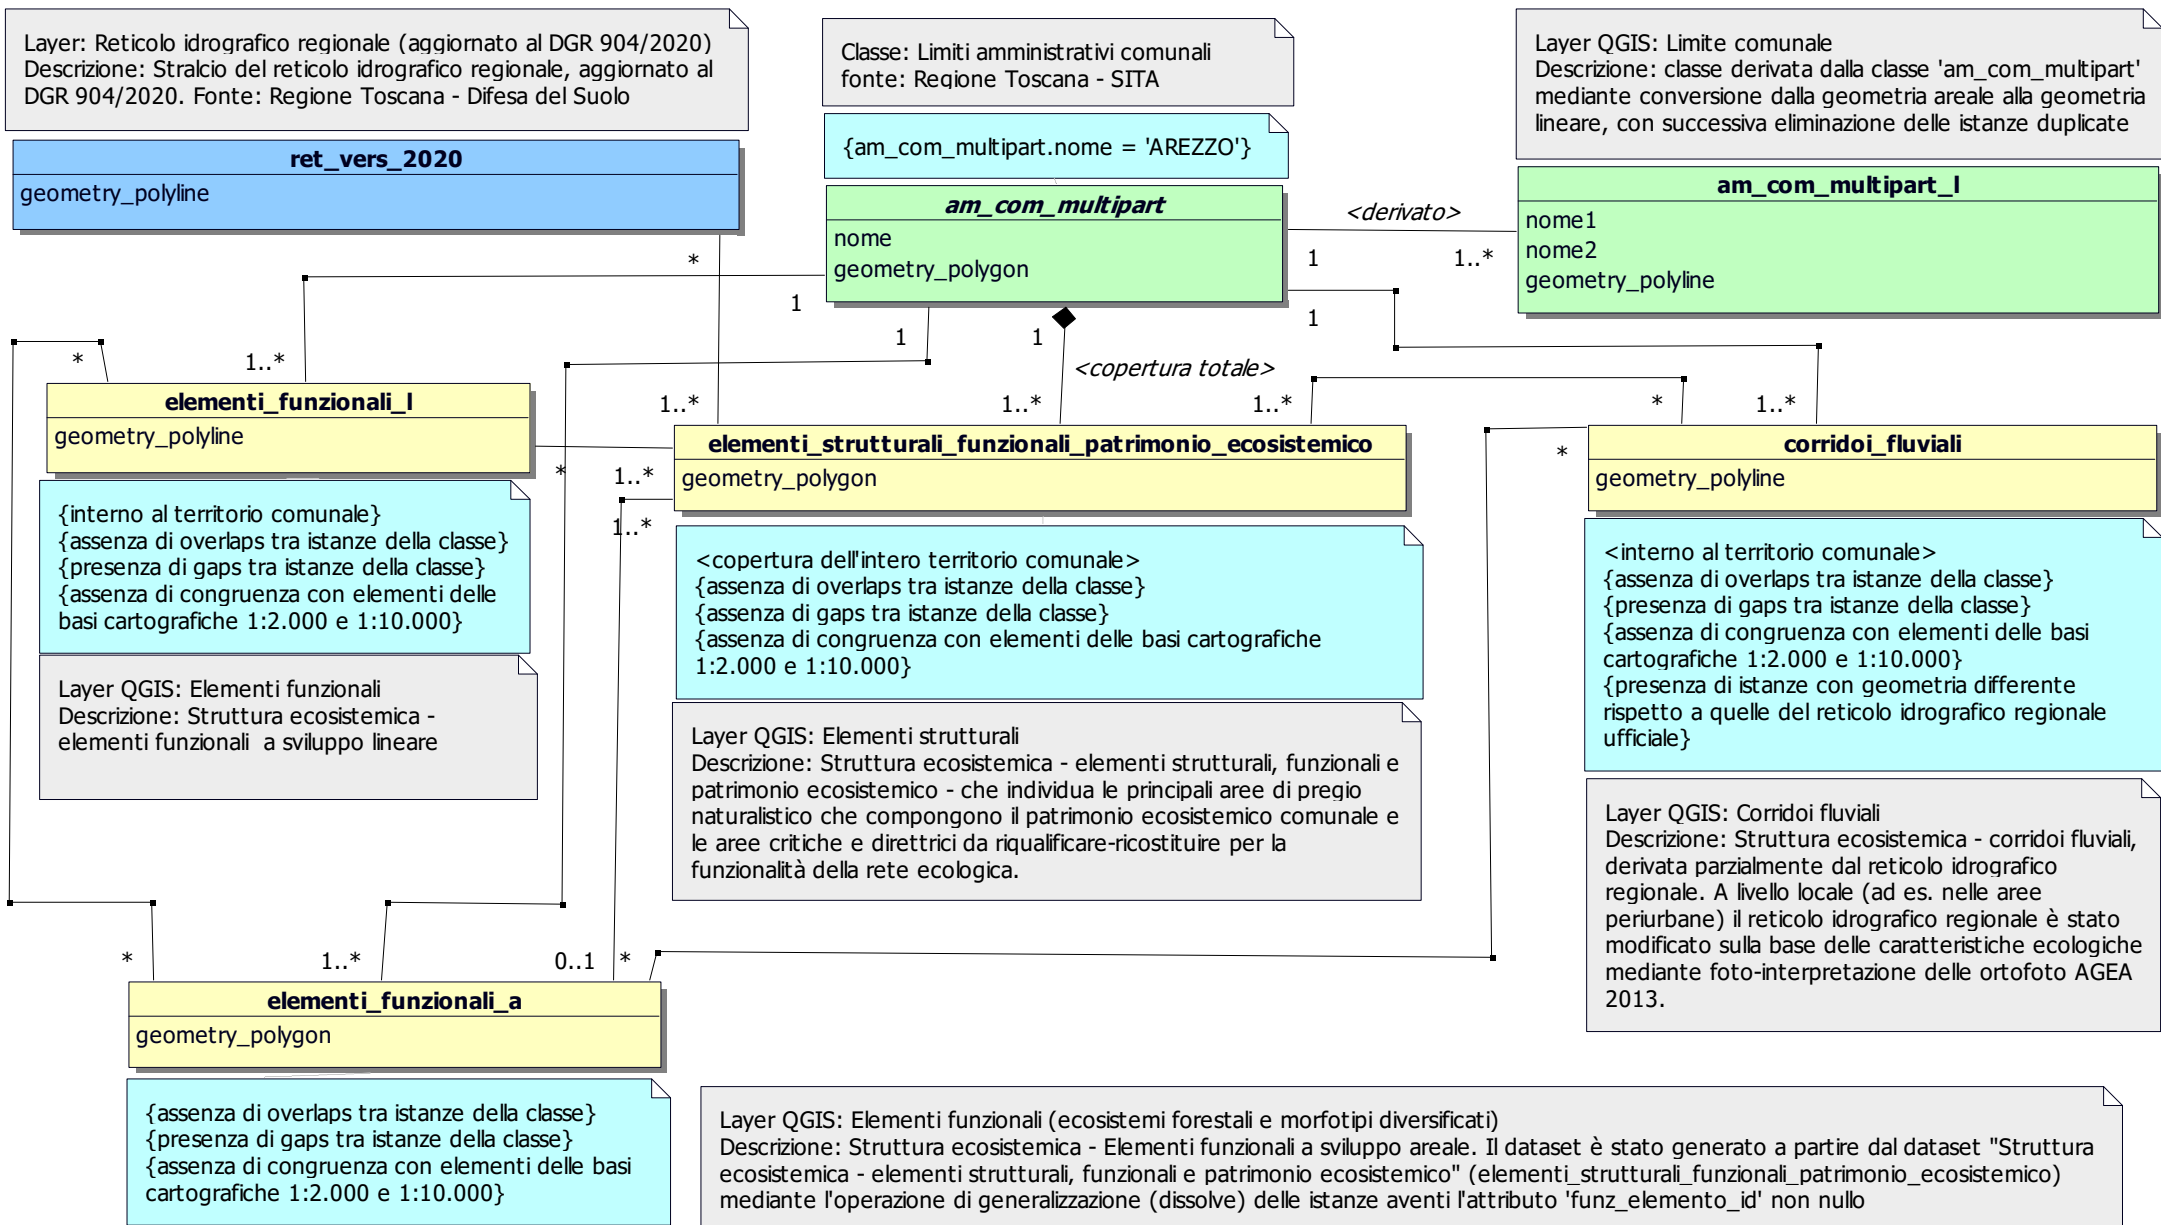 Layer: Reticolo idrografico regionale (aggiornato al DGR 904/2020)
Descrizione: Stralcio del reticolo idrografico regionale, aggiornato al
DGR 904/2020. Fonte: Regione Toscana - Difesa del Suolo
Classe: Limiti amministrativi comunali
fonte: Regione Toscana - SITA
Layer QGIS: Limite comunale
Descrizione: classe derivata dalla classe 'am_com_multipart'
mediante conversione dalla geometria areale alla geometria
lineare, con successiva eliminazione delle istanze duplicate
{am_com_multipart.nome = 'AREZZO'}
ret_vers_2020
geometry_polyline
am_com_multipart
nome
geometry_polygon
<derivato>
1
1..*
am_com_multipart_l
nome1
nome2
geometry_polyline
*
1
1
1
1
*
1..*
<copertura totale>
1..*
1..*
1..*
*
1..*
elementi_funzionali_l
geometry_polyline
*
1..*
1..*
elementi_strutturali_funzionali_patrimonio_ecosistemico
geometry_polygon
*
corridoi_fluviali
geometry_polyline
{interno al territorio comunale}
{assenza di overlaps tra istanze della classe}
{presenza di gaps tra istanze della classe}
{assenza di congruenza con elementi delle
basi cartografiche 1:2.000 e 1:10.000}
<copertura dell'intero territorio comunale>
{assenza di overlaps tra istanze della classe}
{assenza di gaps tra istanze della classe}
{assenza di congruenza con elementi delle basi cartografiche
1:2.000 e 1:10.000}
<interno al territorio comunale>
{assenza di overlaps tra istanze della classe}
{presenza di gaps tra istanze della classe}
{assenza di congruenza con elementi delle basi
cartografiche 1:2.000 e 1:10.000}
{presenza di istanze con geometria differente
rispetto a quelle del reticolo idrografico regionale
ufficiale}
Layer QGIS: Elementi funzionali
Descrizione: Struttura ecosistemica -
elementi funzionali  a sviluppo lineare
Layer QGIS: Elementi strutturali
Descrizione: Struttura ecosistemica - elementi strutturali, funzionali e
patrimonio ecosistemico - che individua le principali aree di pregio
naturalistico che compongono il patrimonio ecosistemico comunale e
le aree critiche e direttrici da riqualificare-ricostituire per la
funzionalità della rete ecologica.
Layer QGIS: Corridoi fluviali
Descrizione: Struttura ecosistemica - corridoi fluviali,
derivata parzialmente dal reticolo idrografico
regionale. A livello locale (ad es. nelle aree
periurbane) il reticolo idrografico regionale è stato
modificato sulla base delle caratteristiche ecologiche
mediante foto-interpretazione delle ortofoto AGEA
2013.
*
1..*
0..1
*
elementi_funzionali_a
geometry_polygon
{assenza di overlaps tra istanze della classe}
{presenza di gaps tra istanze della classe}
{assenza di congruenza con elementi delle basi
cartografiche 1:2.000 e 1:10.000}
Layer QGIS: Elementi funzionali (ecosistemi forestali e morfotipi diversificati)
Descrizione: Struttura ecosistemica - Elementi funzionali a sviluppo areale. Il dataset è stato generato a partire dal dataset "Struttura
ecosistemica - elementi strutturali, funzionali e patrimonio ecosistemico" (elementi_strutturali_funzionali_patrimonio_ecosistemico)
mediante l'operazione di generalizzazione (dissolve) delle istanze aventi l'attributo 'funz_elemento_id' non nullo